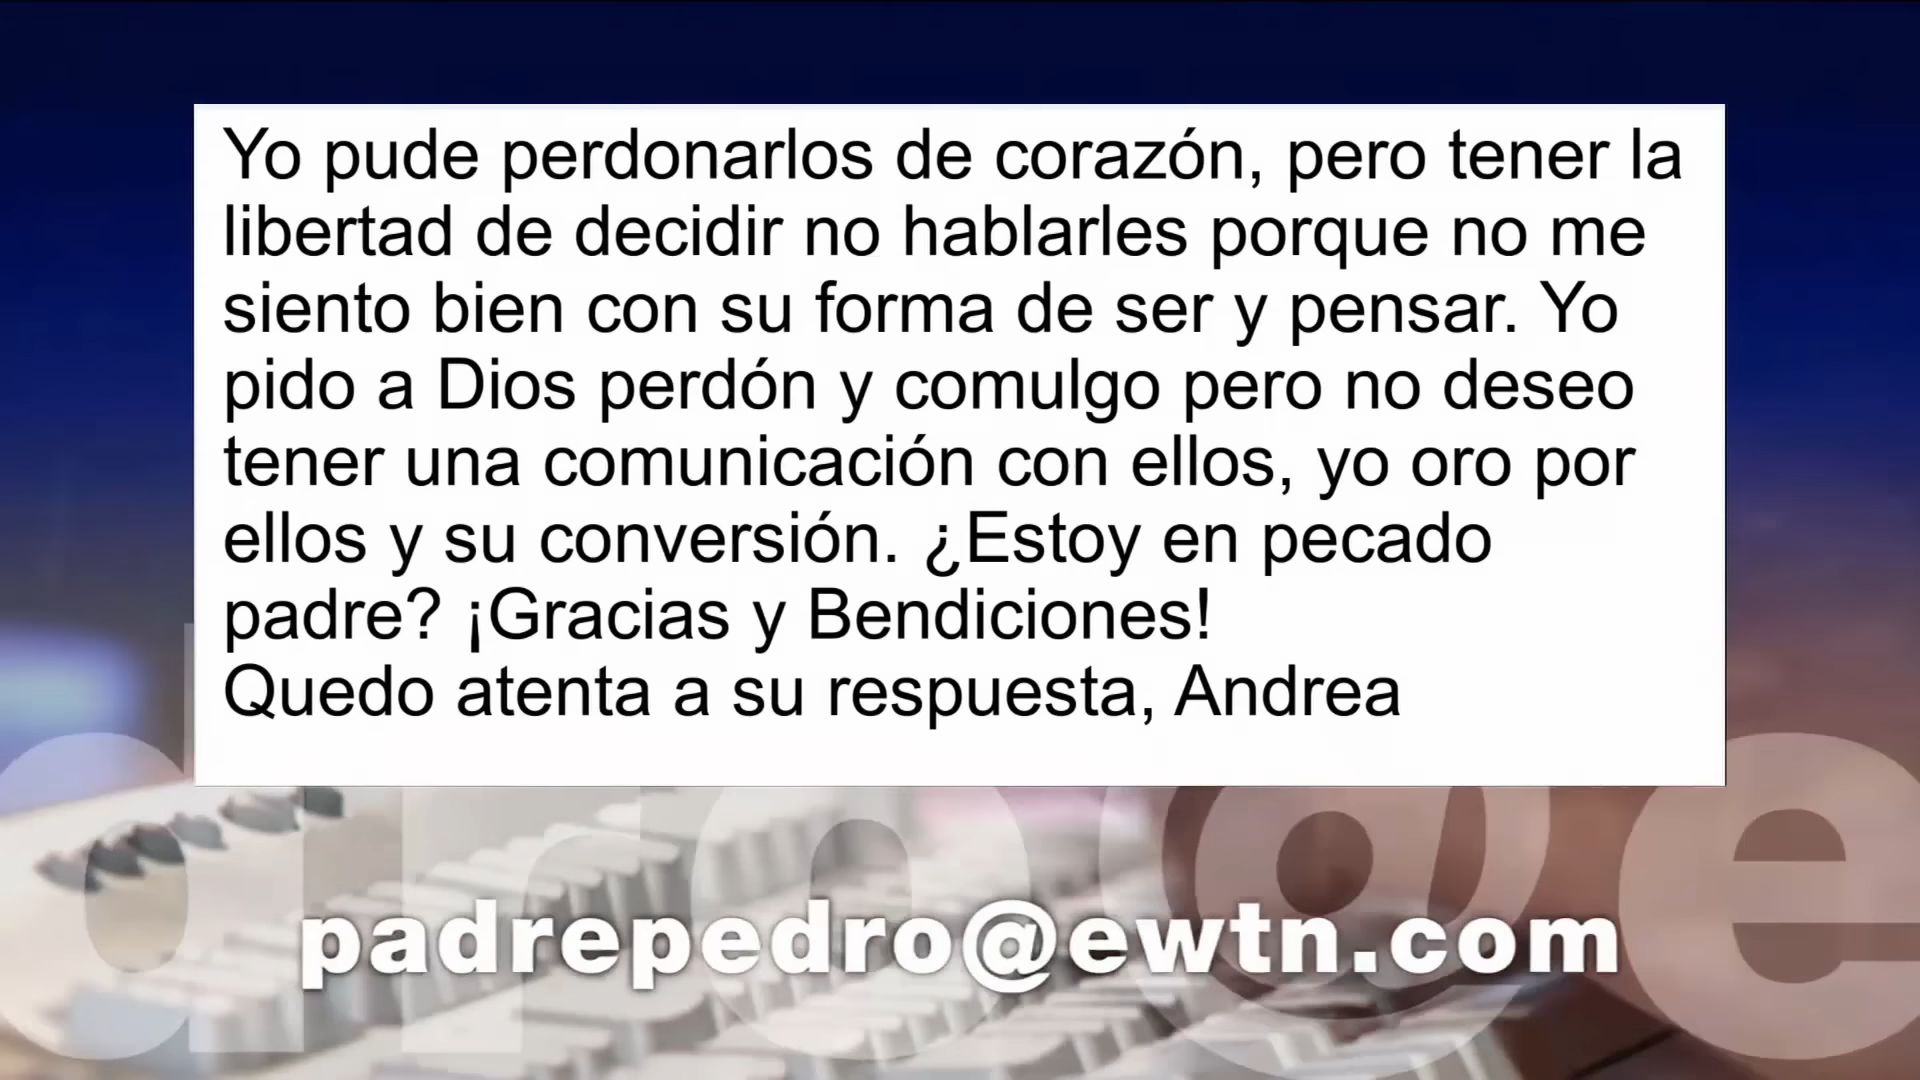 Yo pude perdonarlos de corazón, pero tener la
libertad de decidir no hablarles porque no me
siento bien con su forma de ser y pensar. Yo
pido a Dios perdón y comulgo pero no deseo
tener una comunicación con ellos, yo oro por
ellos y su conversión. ¿Estoy en pecado
padre? ¡Gracias y Bendiciones!
Quedo atenta a su respuesta, Andrea
dro@e
padrepedro@ewtn.com